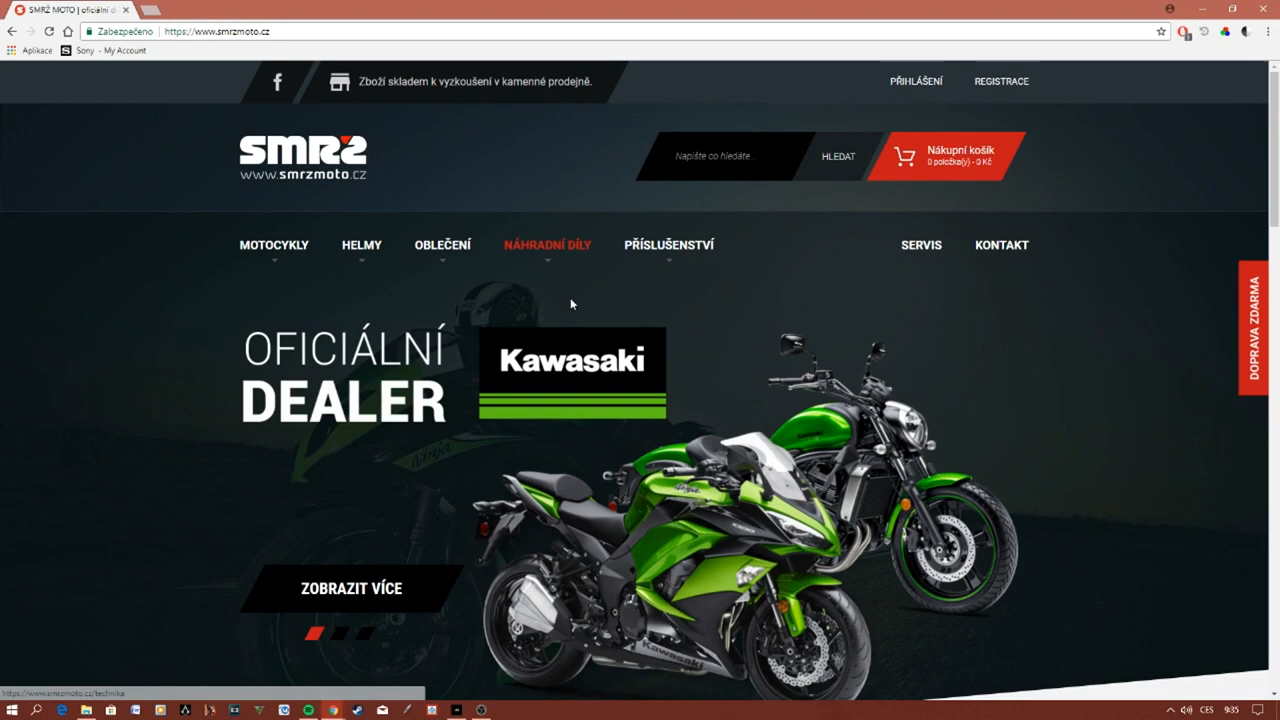 SMRŽ MOTO | oficiální d
Zabezpečeno
https://www.smrzmoto.cz
Aplikace
Sony - My Account
Zboží skladem k vyzkoušení v kamenné prodejně.
PŘIHLÁŠENÍ
REGISTRACE
SMRŽ
www.smrzmoto.cz
Napište co hledáte...
HLEDAT
Nákupní košík
0 položka(y) - 0 Kč
MOTOCYKLY
HELMY
OBLEČENÍ
NÁHRADNÍ DÍLY
PŘÍSLUŠENSTVÍ
SERVIS
KONTAKT
DOPRAVA ZDARMA
OFICIÁLNÍ
DEALER
Kawasaki
Ninja
Kawasaki
ZOBRAZIT VÍCE
https://www.smrzmoto.cz/technika
CES
9:35